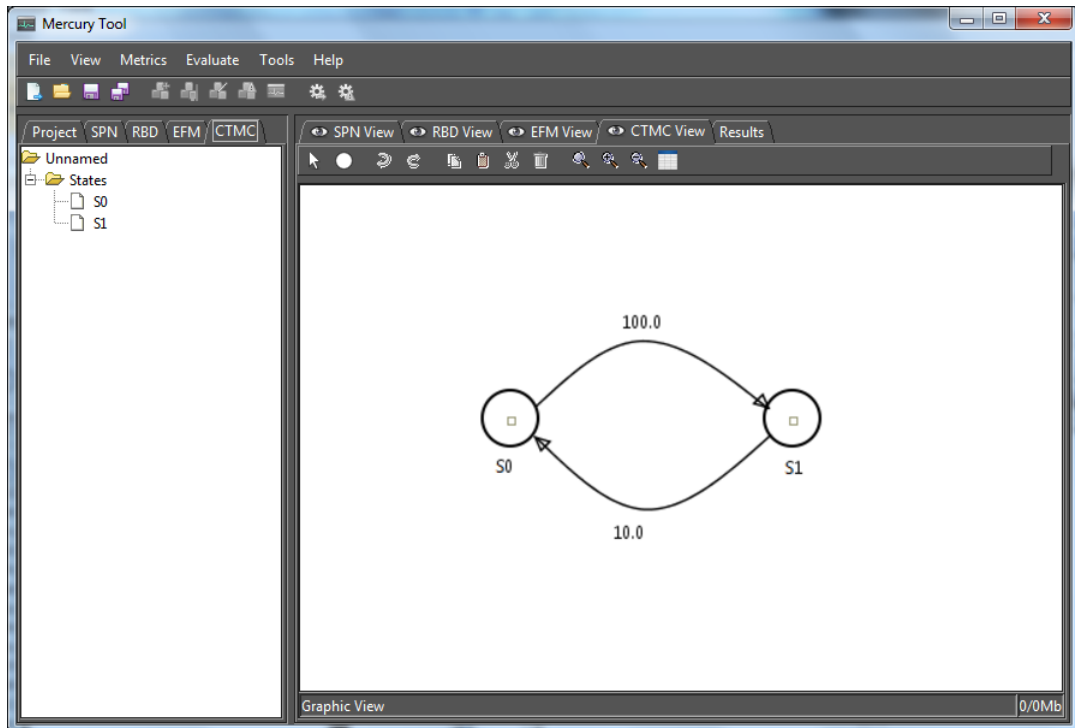 Mercury Tool
File View Metrics Evaluate Tools Help
Project SPN RBD EFM CTMC
Unnamed
States
S0
S1
SPN View RBD View EFM View CTMC View Results
100.0
S0
S1
10.0
Graphic View
0/0Mb